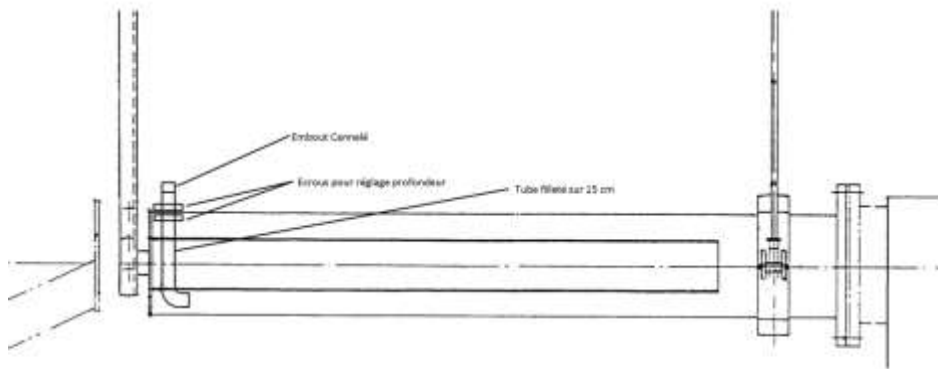 Embout Cannelé
Ecrous pour réglage profondeur
Tube fileté sur 15 cm